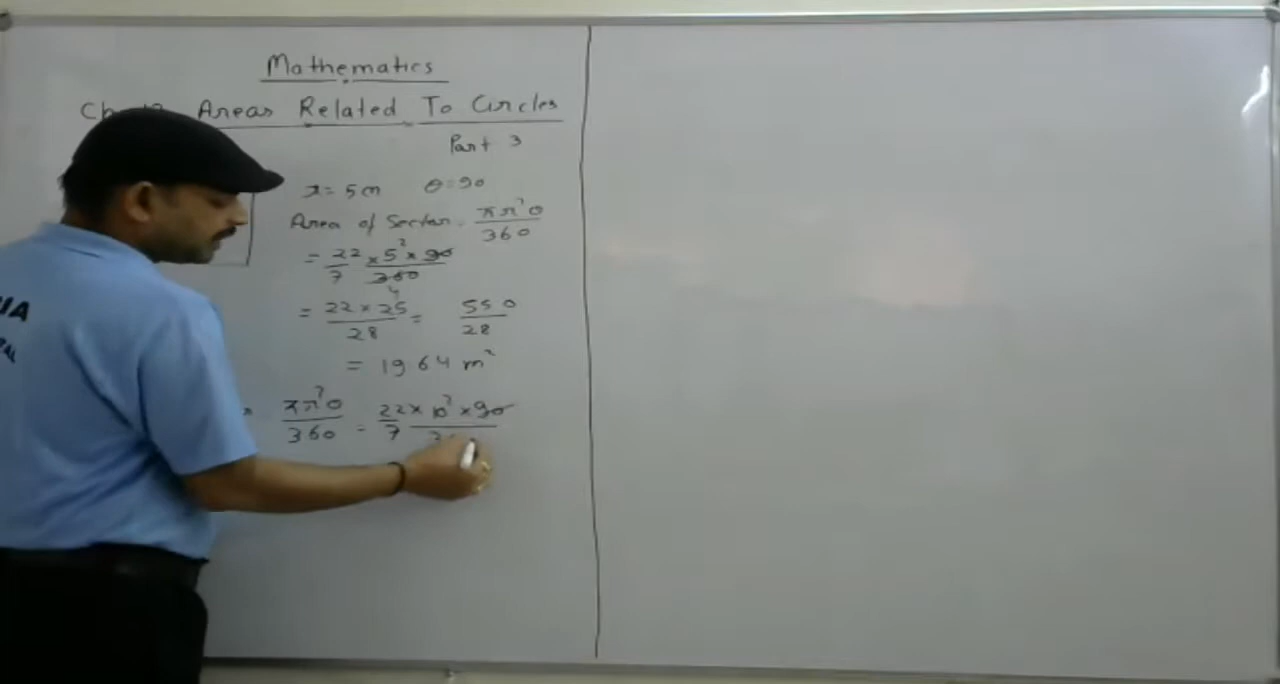 Mathematics
Areas Related To Circles
Part 3
r = 5m θ = 90
Area of Sector = πr²θ / 360
= 22/7 × 5² × 90 / 360
4
= 22 × 25 / 28 = 550 / 28
= 19.64 m²
πr²θ / 360 = 22/7 × 10² × 90